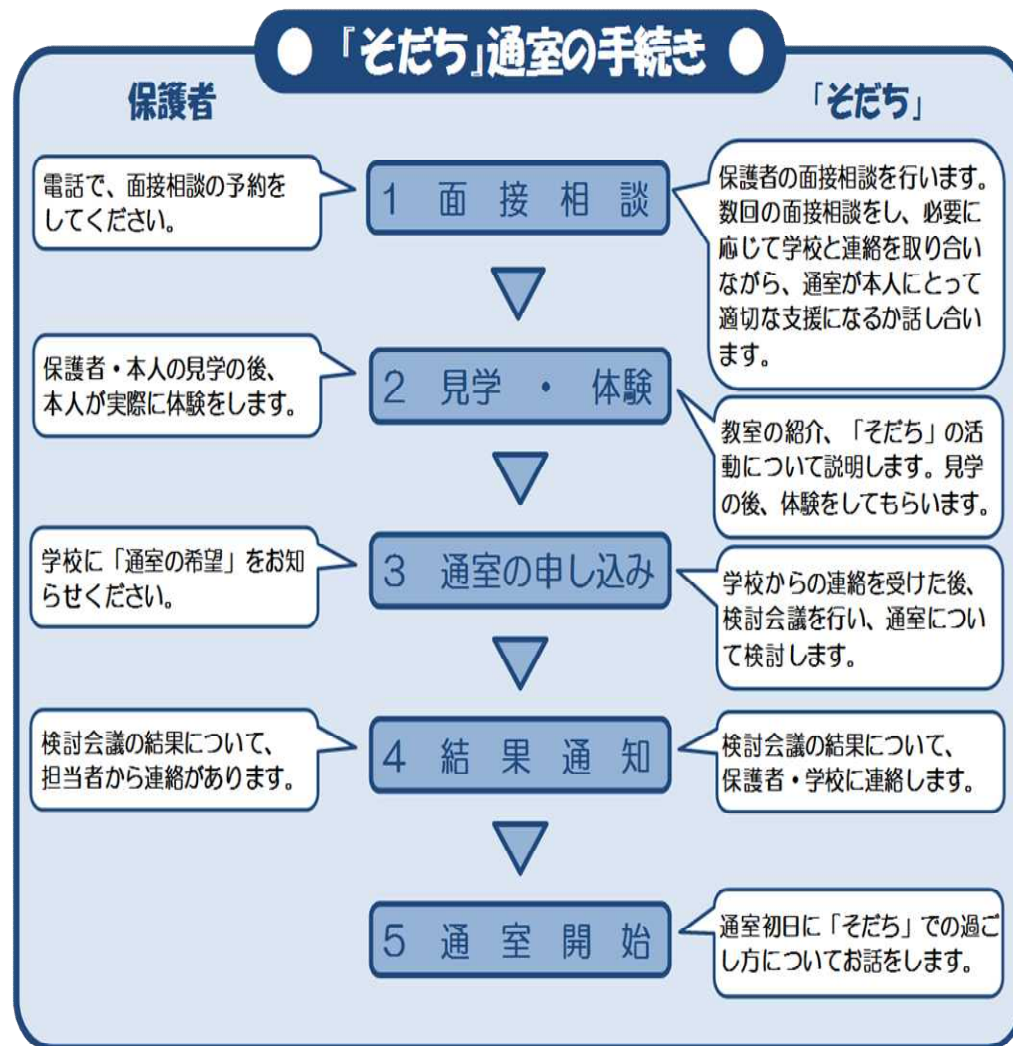 『そだち』通室の手続き
保護者
「そだち」
電話で、面接相談の予約を
してください。
1 面接相談
保護者の面接相談を行います。
数回の面接相談をし、必要に
応じて学校と連絡を取り合い
ながら、通室が本人にとって
適切な支援になるか話し合い
ます。
保護者・本人の見学の後、
本人が実際に体験をします。
2 見学・体験
教室の紹介、「そだち」の活
動について説明します。見学
の後、体験をしてもらいます。
学校に「通室の希望」をお知
らせください。
3 通室の申し込み
学校からの連絡を受けた後、
検討会議を行い、通室につい
て検討します。
検討会議の結果について、
担当者から連絡があります。
4 結果通知
検討会議の結果について、
保護者・学校に連絡します。
5 通室開始
通室初日に「そだち」での過ご
し方についてお話をします。